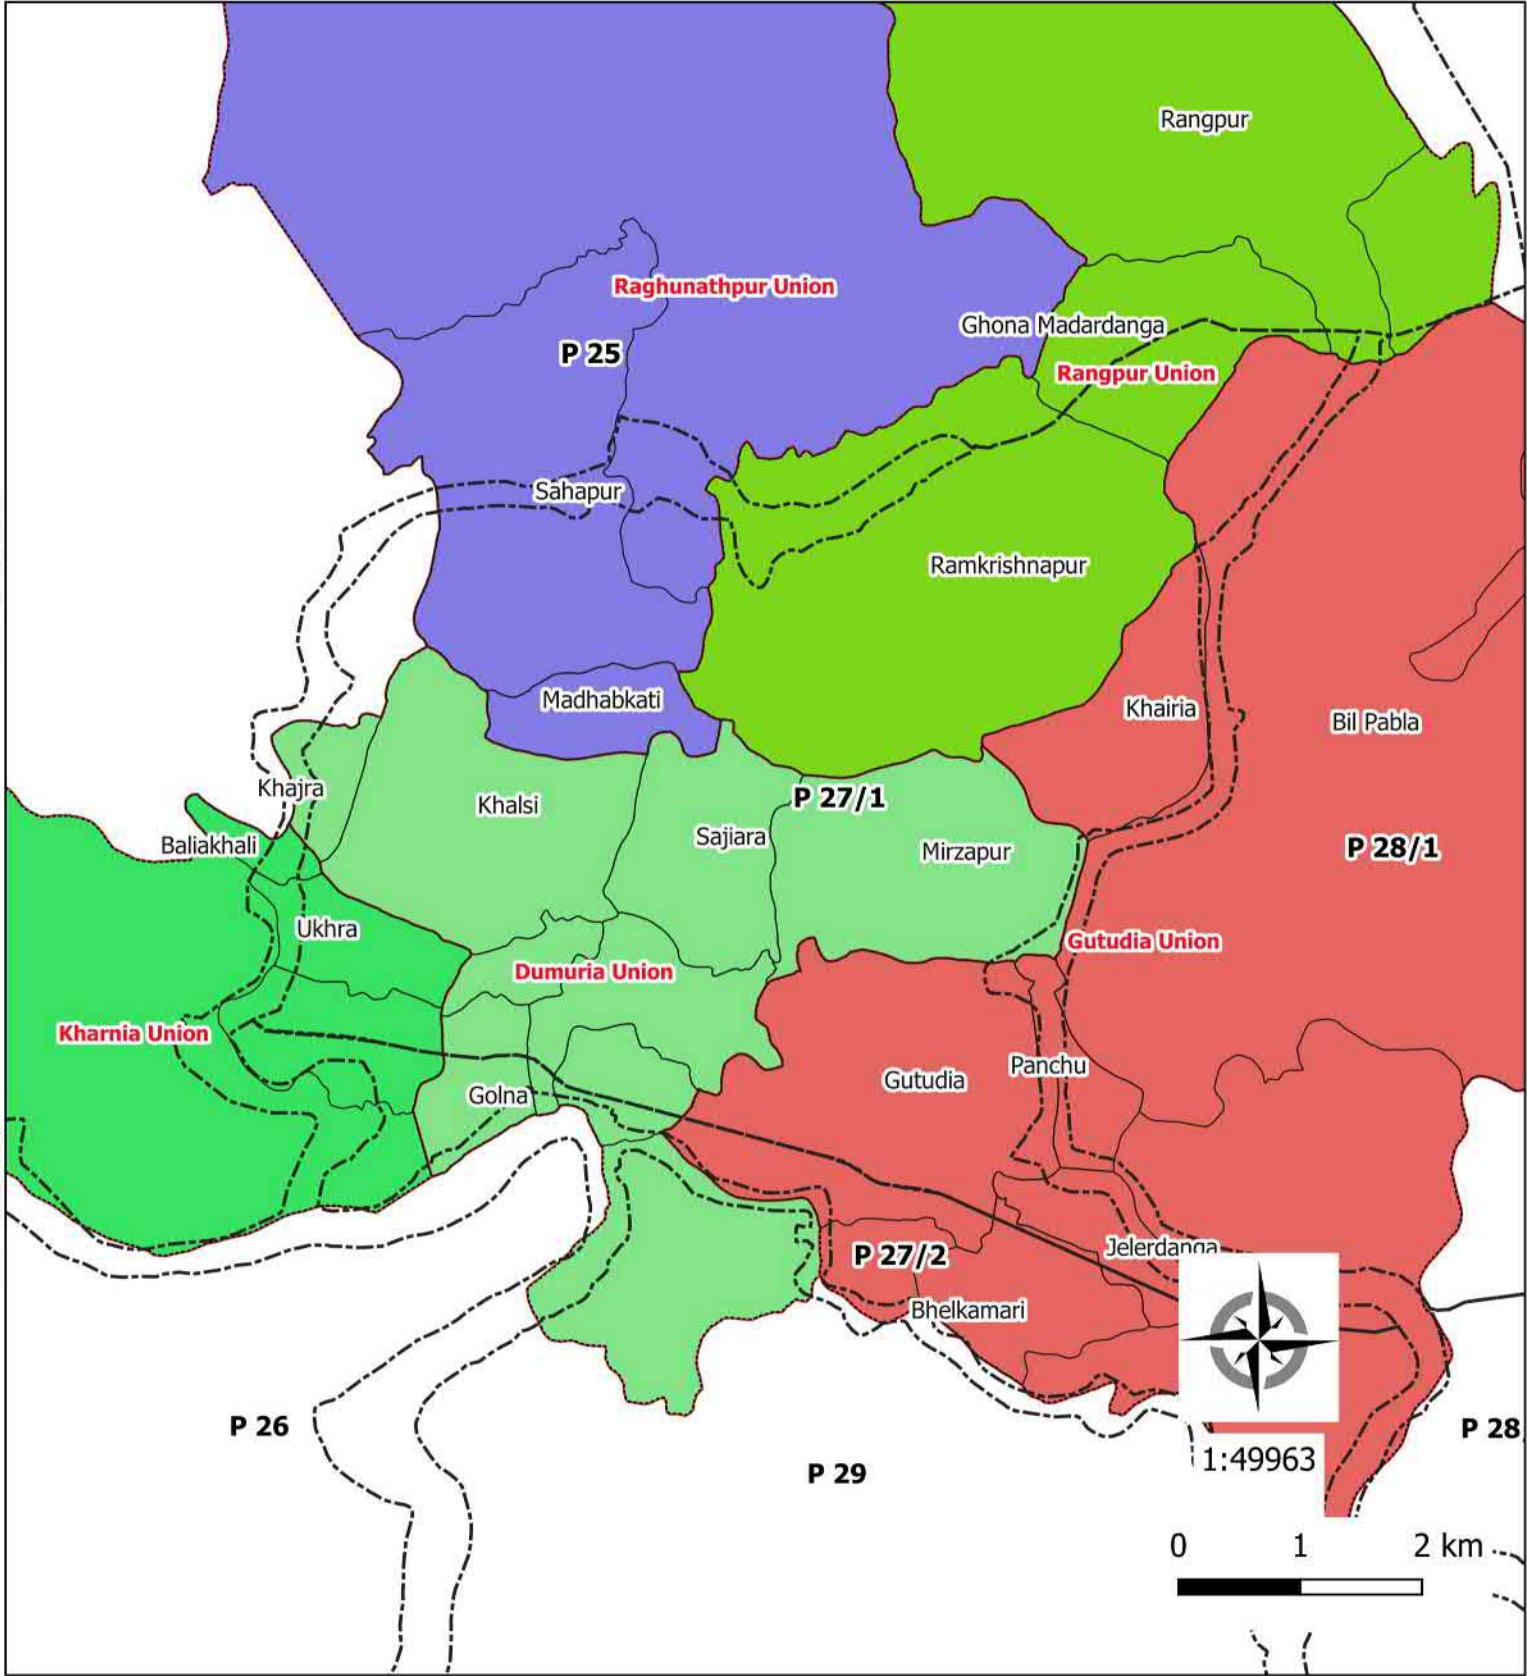 Rangpur
Raghunathpur Union
Ghona Madardanga
P 25
Rangpur Union
Sahapur
Ramkrishnapur
Madhabkati
Khairia
Bil Pabla
Khajra
Khalsi
P 27/1
Baliakhali
Sajiara
Mirzapur
P 28/1
Ukhra
Gutudia Union
Dumuria Union
Kharnia Union
Panchu
Gutudia
Golna
Jelerdanga
P 27/2
Bhelkamari
P 26
P 28
P 29
1:49963
0 1 2 km